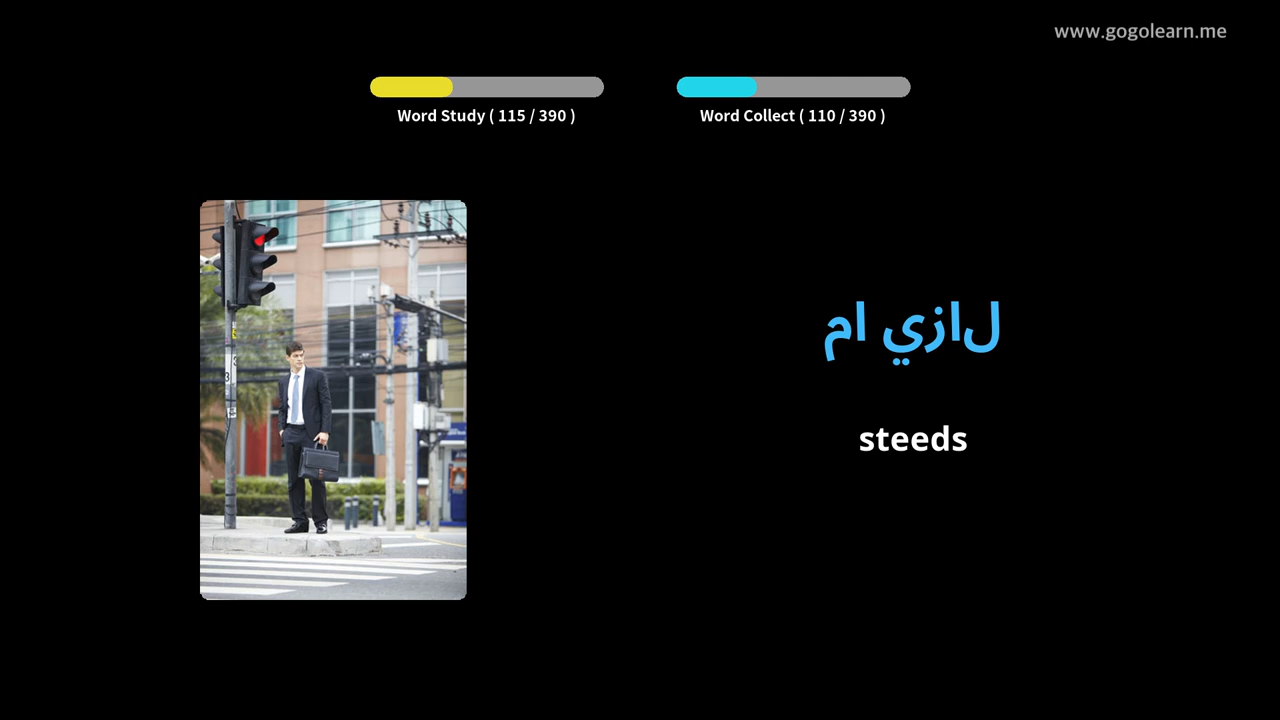 www.gogolearn.me
Word Study ( 115 / 390 )
Word Collect ( 110 / 390 )
لازي ام
steeds